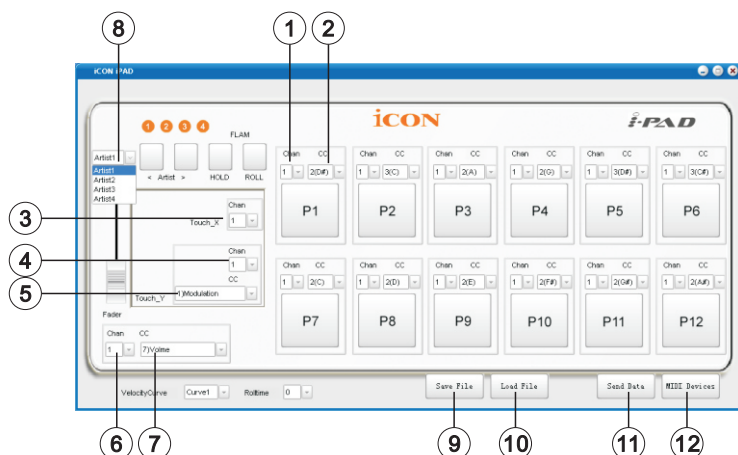 8 1 2
iCON iPAD
1 2 3 4
FLAM
iCON
i-PAD
Artist1
Artist1
Artist2
Artist3
Artist4
< Artist > HOLD ROLL
Chan CC Chan CC Chan CC Chan CC Chan CC Chan CC
1 2(D#) 1 3(C) 1 2(A) 1 2(G) 1 3(D#) 1 3(C#)
P1 P2 P3 P4 P5 P6
3
Chan
Touch_X 1
4
Chan
1
CC
5
Touch_Y 1)Modulation
Chan CC Chan CC Chan CC Chan CC Chan CC Chan CC
1 2(C) 1 2(D) 1 2(E) 1 2(F#) 1 2(G#) 1 2(A#)
P7 P8 P9 P10 P11 P12
Fader
Chan CC
1 7)Volme
VelocityCurve Curve1 Rolltime 0
Save File Load File Send Data MIDI Devices
6 7 9 10 11 12